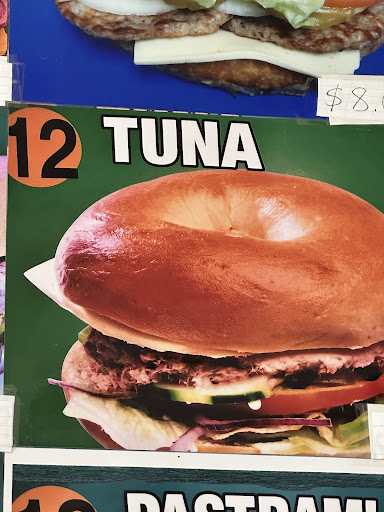 $8.
12 TUNA
PASTRAMI